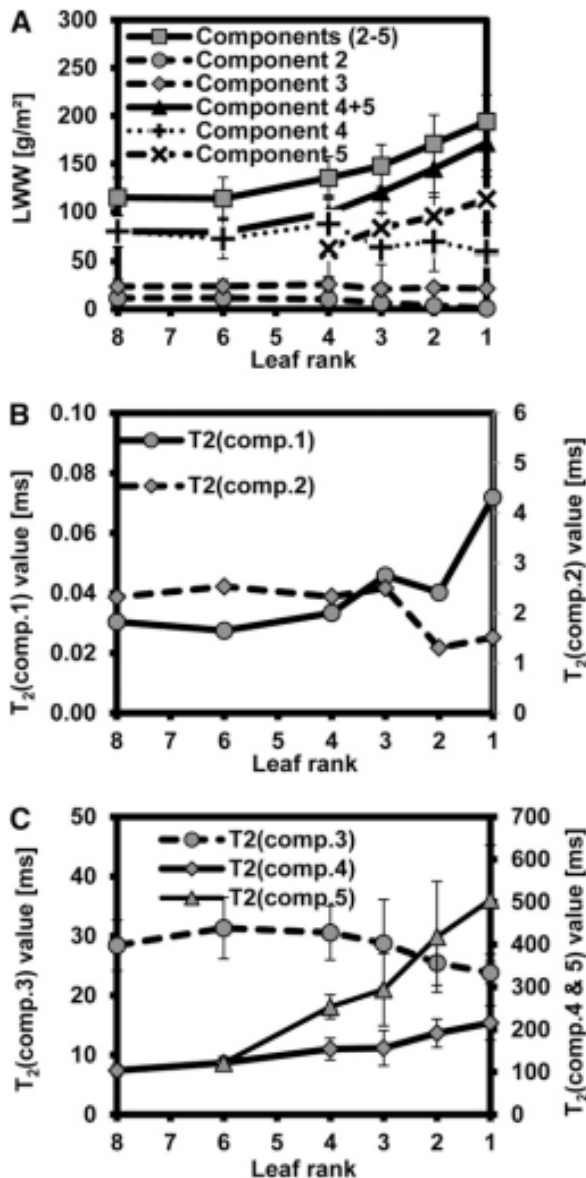 A
LWW [g/m²]
300
250
200
150
100
50
0
Components (2-5)
Component 2
Component 3
Component 4+5
Component 4
Component 5
8 7 6 5 4 3 2 1
Leaf rank
B
T₂(comp.1) value [ms]
0.10
0.08
0.06
0.04
0.02
0.00
T2(comp.1)
T2(comp.2)
6
5
4
3
2
1
0
T₂(comp.2) value [ms]
8 7 6 5 4 3 2 1
Leaf rank
C
T₂(comp.3) value [ms]
50
40
30
20
10
0
T2(comp.3)
T2(comp.4)
T2(comp.5)
700
600
500
400
300
200
100
0
T₂(comp.4 & 5) value [ms]
8 7 6 5 4 3 2 1
Leaf rank